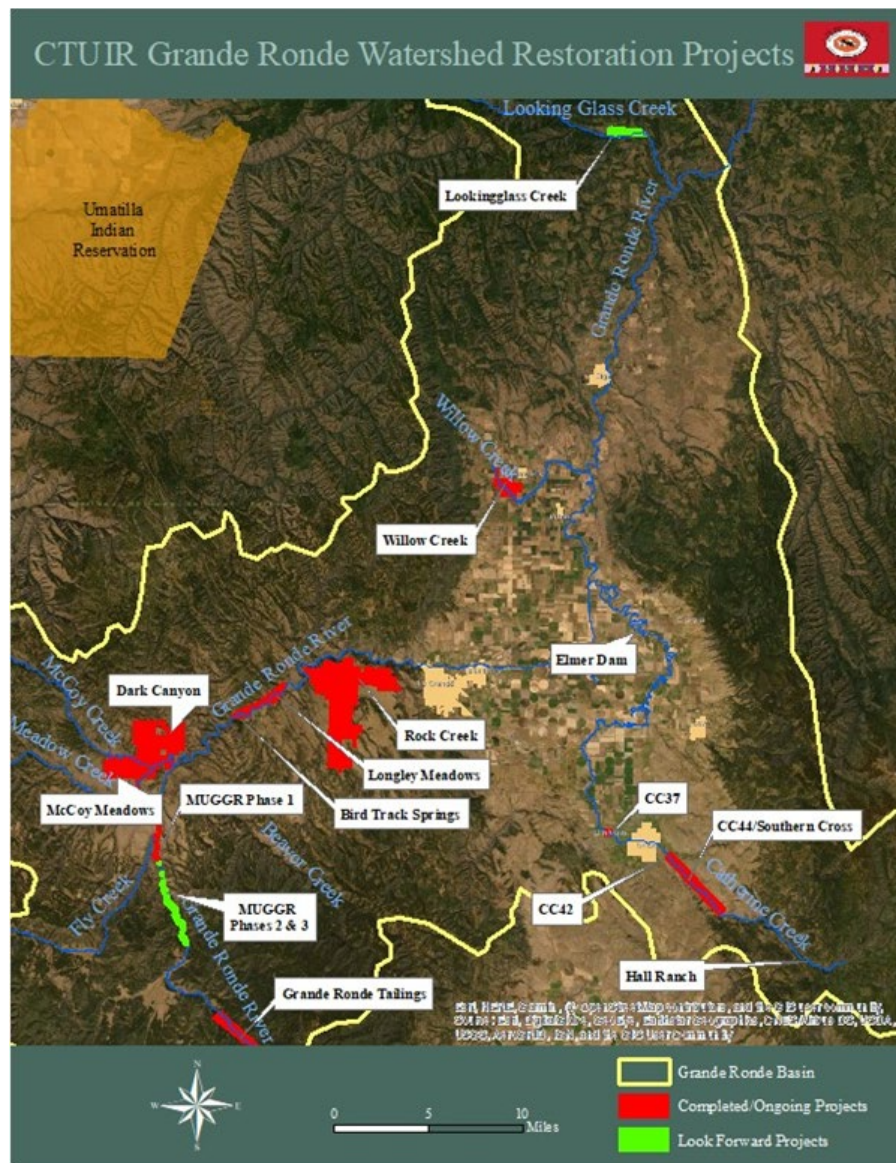 CTUIR Grande Ronde Watershed Restoration Projects
Looking Glass Creek
Lookingglass Creek
Umatilla
Indian
Reservation
Grande Ronde River
Willow Creek
Willow Creek
Elmer Dam
Grande Ronde River
McCoy Creek
Dark Canyon
Meadow Creek
Rock Creek
Longley Meadows
McCoy Meadows
MUGGR Phase 1
Bird Track Springs
CC37
CC44/Southern Cross
Beaver Creek
Catherine Creek
CC42
Fly Creek
MUGGR
Phases 2 & 3
Grande Ronde River
Hall Ranch
Grande Ronde Tailings
N
W
E
S
0
5
10
Miles
Grande Ronde Basin
Completed/Ongoing Projects
Look Forward Projects